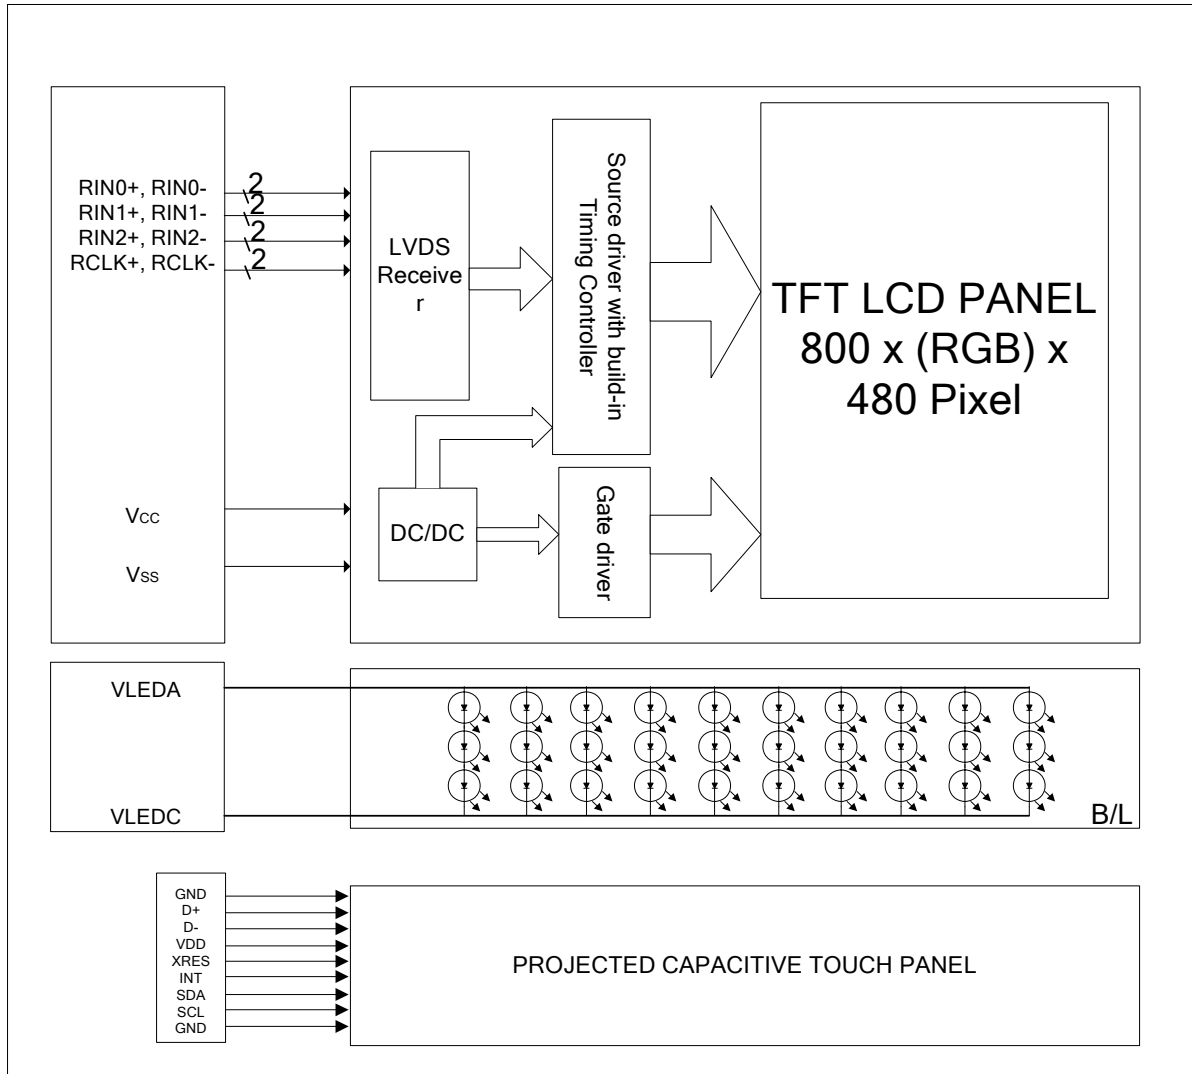 RIN0+, RIN0-
2
RIN1+, RIN1-
2
RIN2+, RIN2-
2
RCLK+, RCLK-
2
VCC
VSS
LVDS
Receive
r
Source driver with build-in
Timing Controller
DC/DC
Gate driver
TFT LCD PANEL
800 x (RGB) x
480 Pixel
VLEDA
VLEDC
B/L
GND
D+
D-
VDD
XRES
INT
SDA
SCL
GND
PROJECTED CAPACITIVE TOUCH PANEL